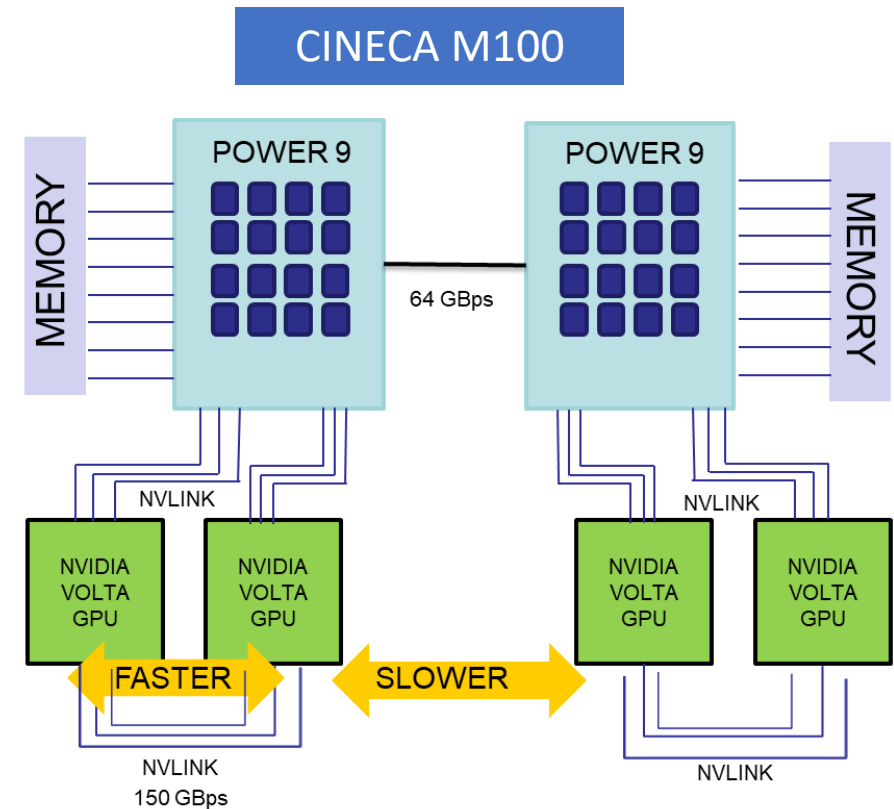 CINECA M100
MEMORY
POWER 9
64 GBps
POWER 9
MEMORY
NVLINK
NVLINK
NVIDIA
VOLTA
GPU
NVIDIA
VOLTA
GPU
NVIDIA
VOLTA
GPU
NVIDIA
VOLTA
GPU
FASTER
SLOWER
NVLINK
150 GBps
NVLINK